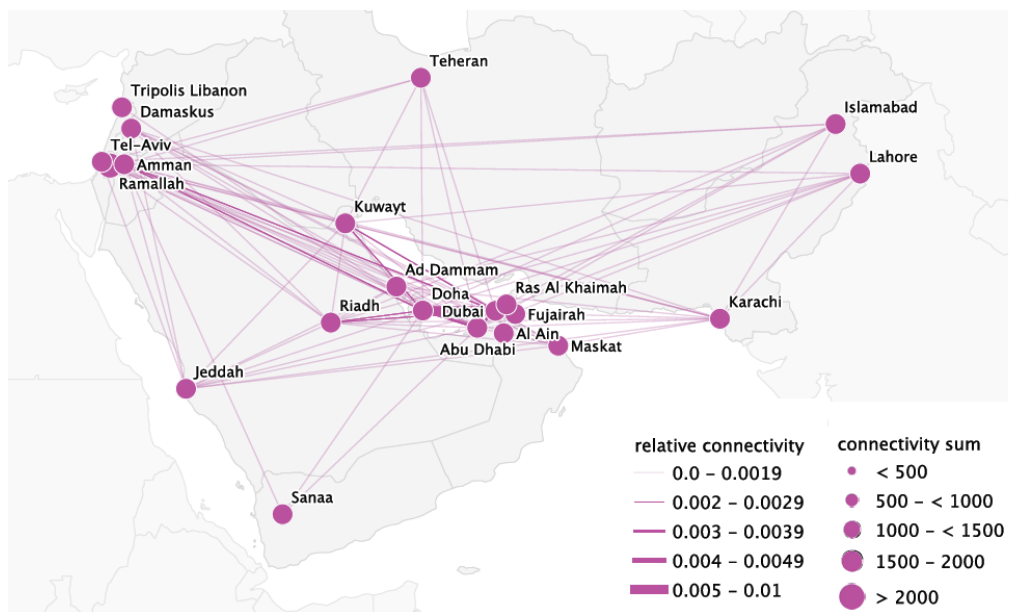 Teheran
Tripolis Libanon
Damaskus
Islamabad
Tel-Aviv
Amman
Lahore
Ramallah
Kuwayt
Ad Dammam
Ras Al Khaimah
Doha
Riadh
Dubai
Fujairah
Karachi
Al Ain
Abu Dhabi
Maskat
Jeddah
Sanaa
relative connectivity
0.0 – 0.0019
0.002 – 0.0029
0.003 – 0.0039
0.004 – 0.0049
0.005 – 0.01
connectivity sum
< 500
500 – < 1000
1000 – < 1500
1500 – 2000
> 2000